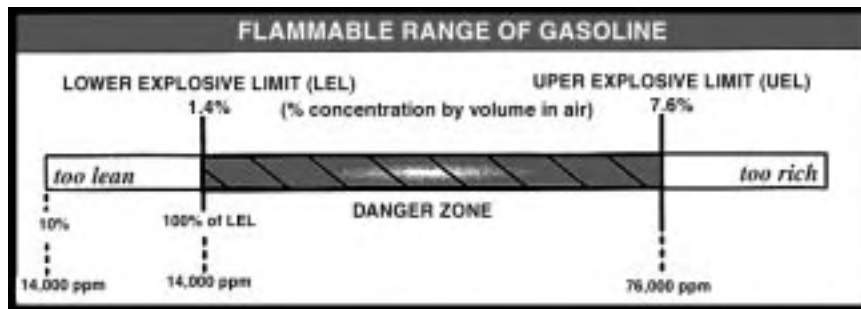 FLAMMABLE RANGE OF GASOLINE
LOWER EXPLOSIVE LIMIT (LEL)
UPER EXPLOSIVE LIMIT (UEL)
1.4%
(% concentration by volume in air)
7.6%
too lean
too rich
10%
100% of LEL
DANGER ZONE
14,000 ppm
14,000 ppm
76,000 ppm